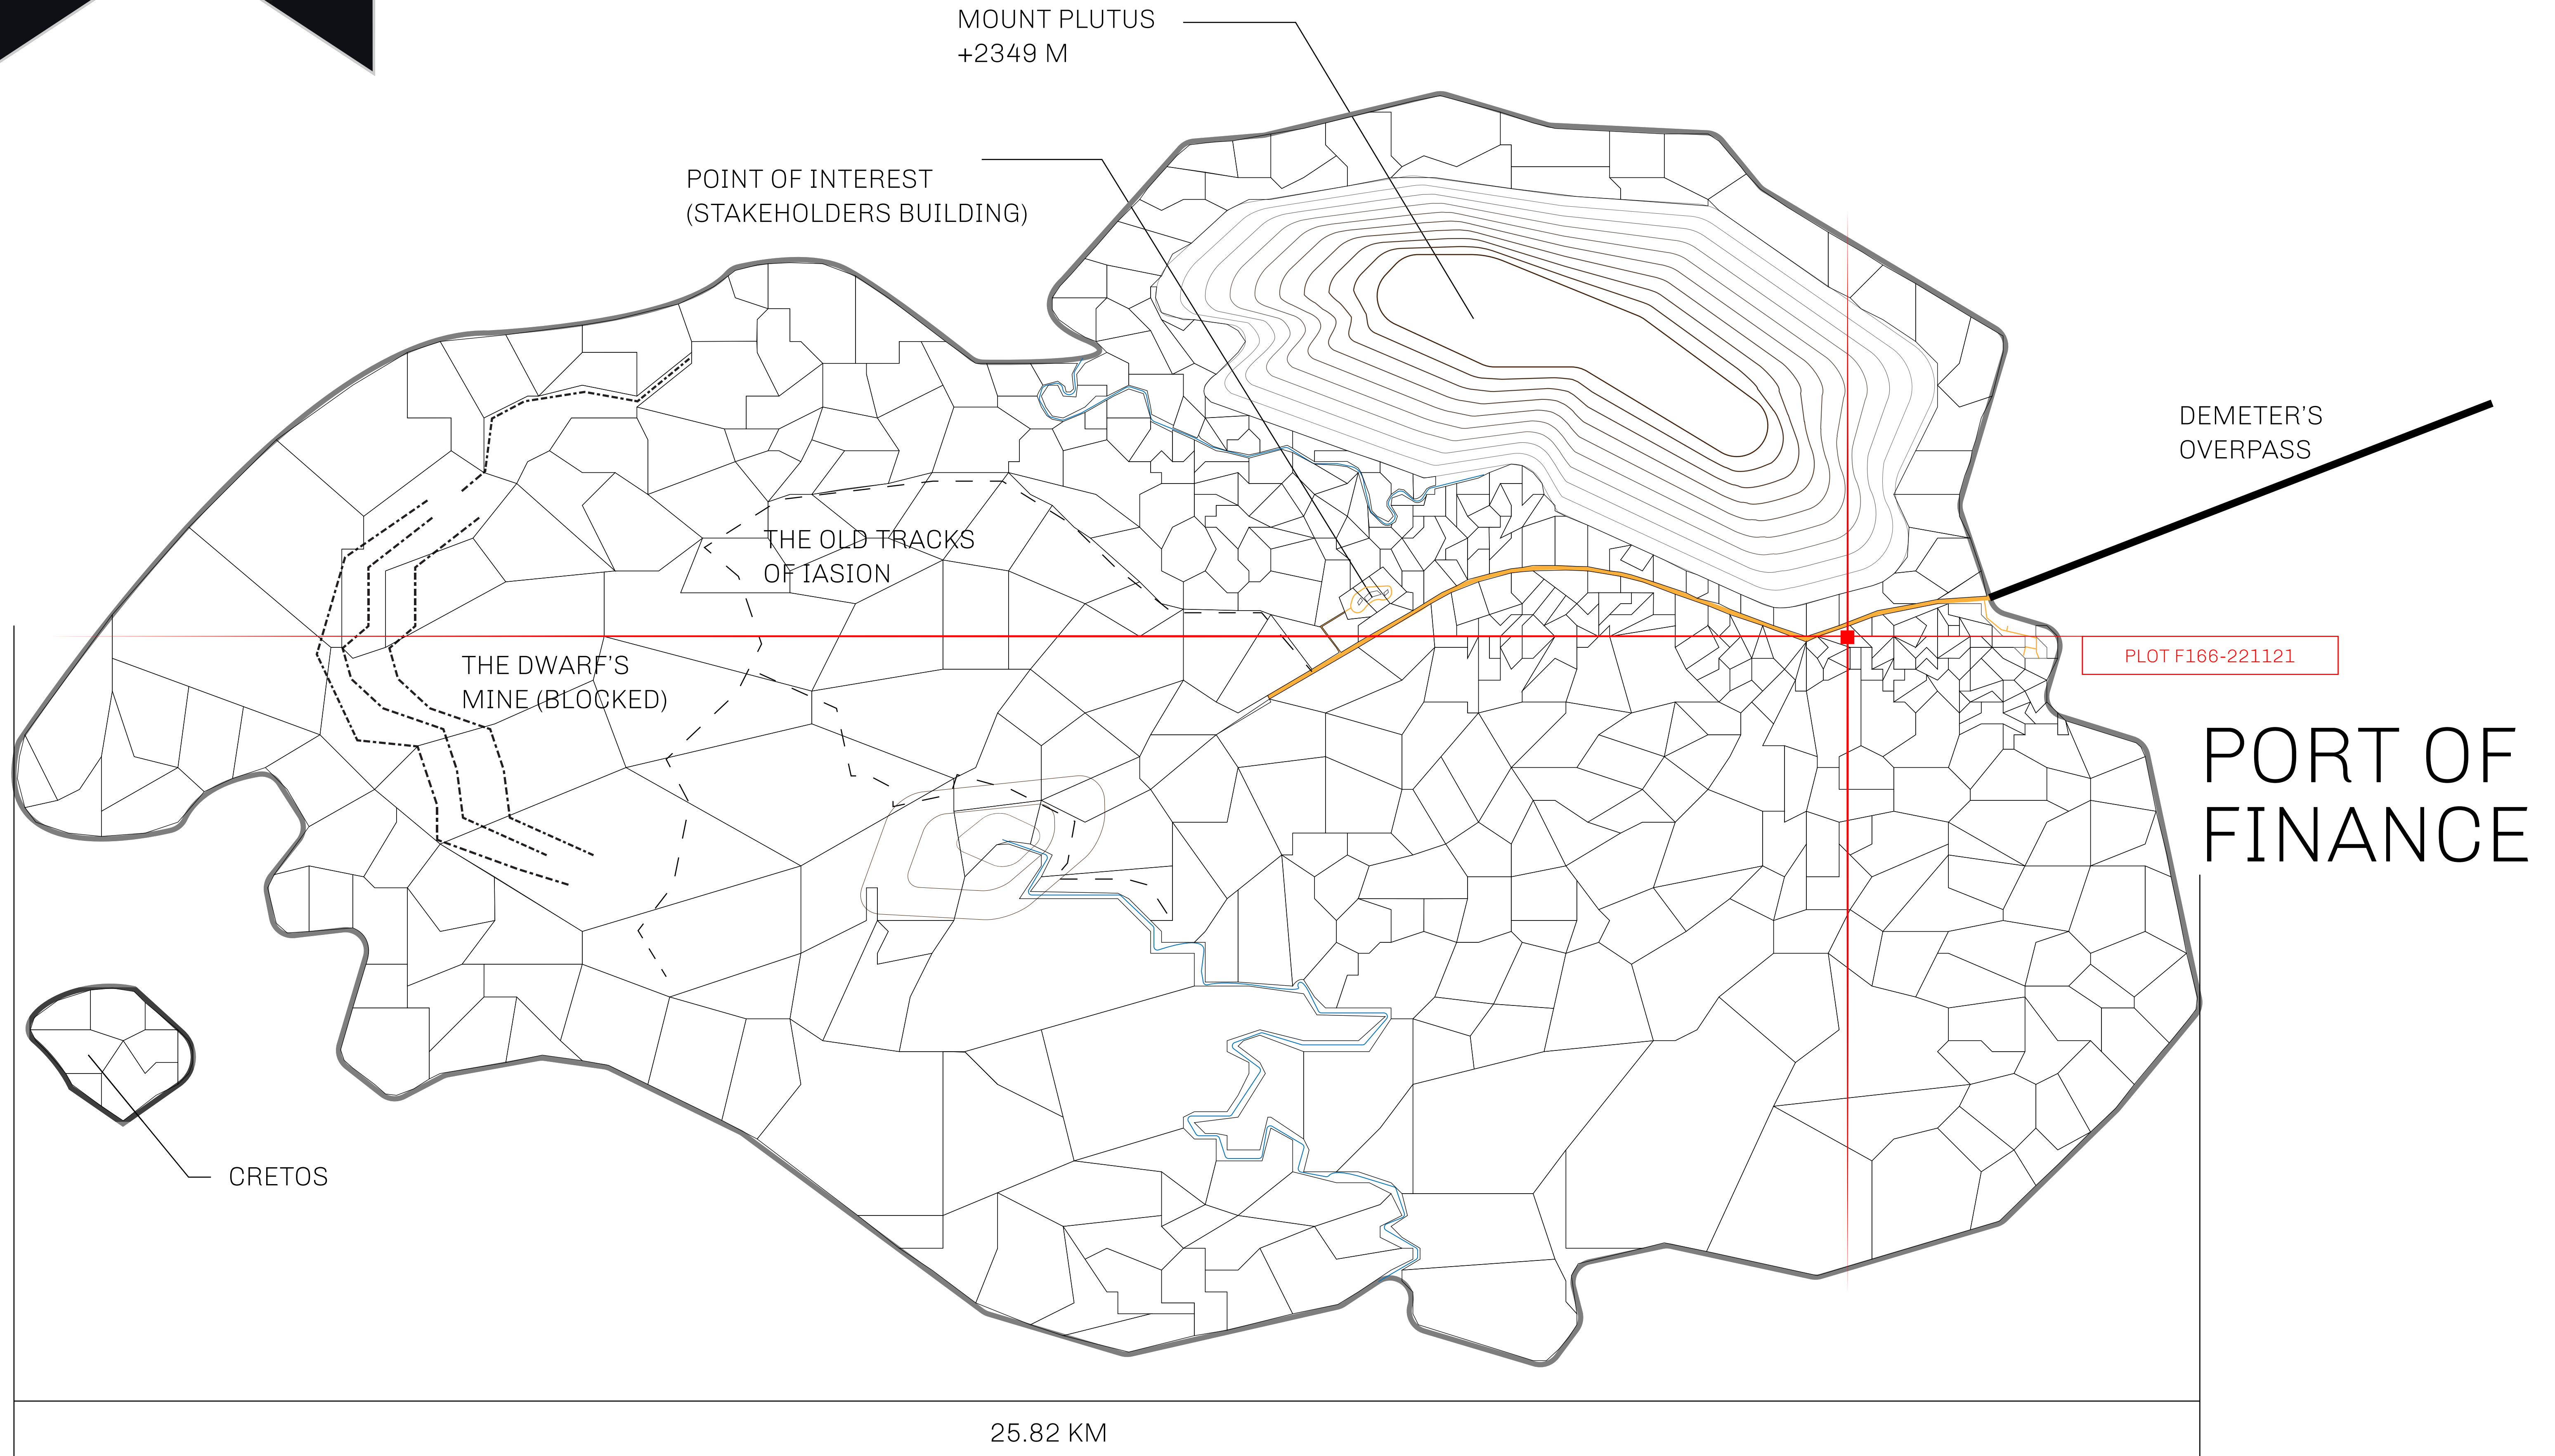 MOUNT PLUTUS
+2349 M
POINT OF INTEREST
(STAKEHOLDERS BUILDING)
DEMETER'S
OVERPASS
THE OLD TRACKS
OF IASION
THE DWARF'S
MINE (BLOCKED)
PLOT F166-221121
PORT OF
FINANCE
CRETOS
25.82 KM